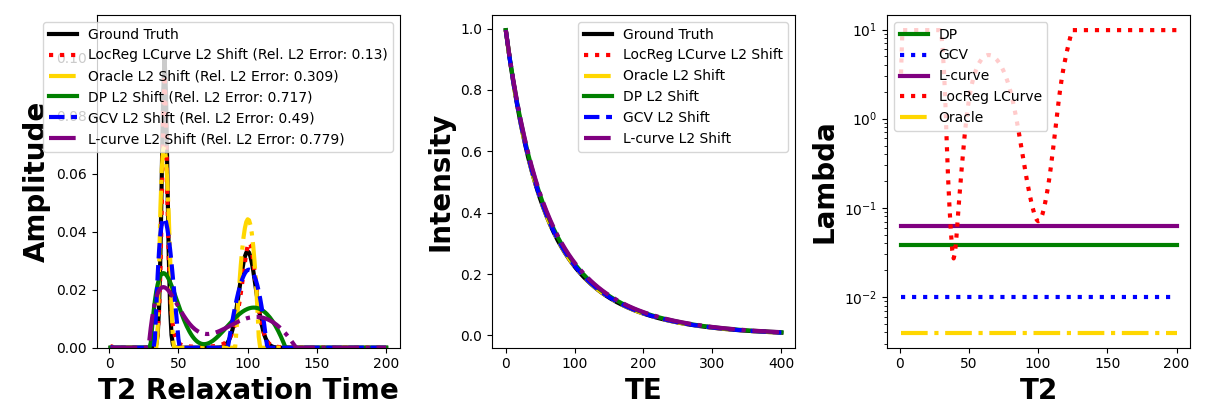 Amplitude
0.10
0.08
0.06
0.04
0.02
0.00
0
50
100
150
200
T2 Relaxation Time
Ground Truth
LocReg LCurve L2 Shift (Rel. L2 Error: 0.13)
Oracle L2 Shift (Rel. L2 Error: 0.309)
DP L2 Shift (Rel. L2 Error: 0.717)
GCV L2 Shift (Rel. L2 Error: 0.49)
L-curve L2 Shift (Rel. L2 Error: 0.779)
Intensity
1.0
0.8
0.6
0.4
0.2
0.0
0
100
200
300
400
TE
Ground Truth
LocReg LCurve L2 Shift
Oracle L2 Shift
DP L2 Shift
GCV L2 Shift
L-curve L2 Shift
Lambda
10¹
10⁰
10⁻¹
10⁻²
0
50
100
150
200
T2
DP
GCV
L-curve
LocReg LCurve
Oracle